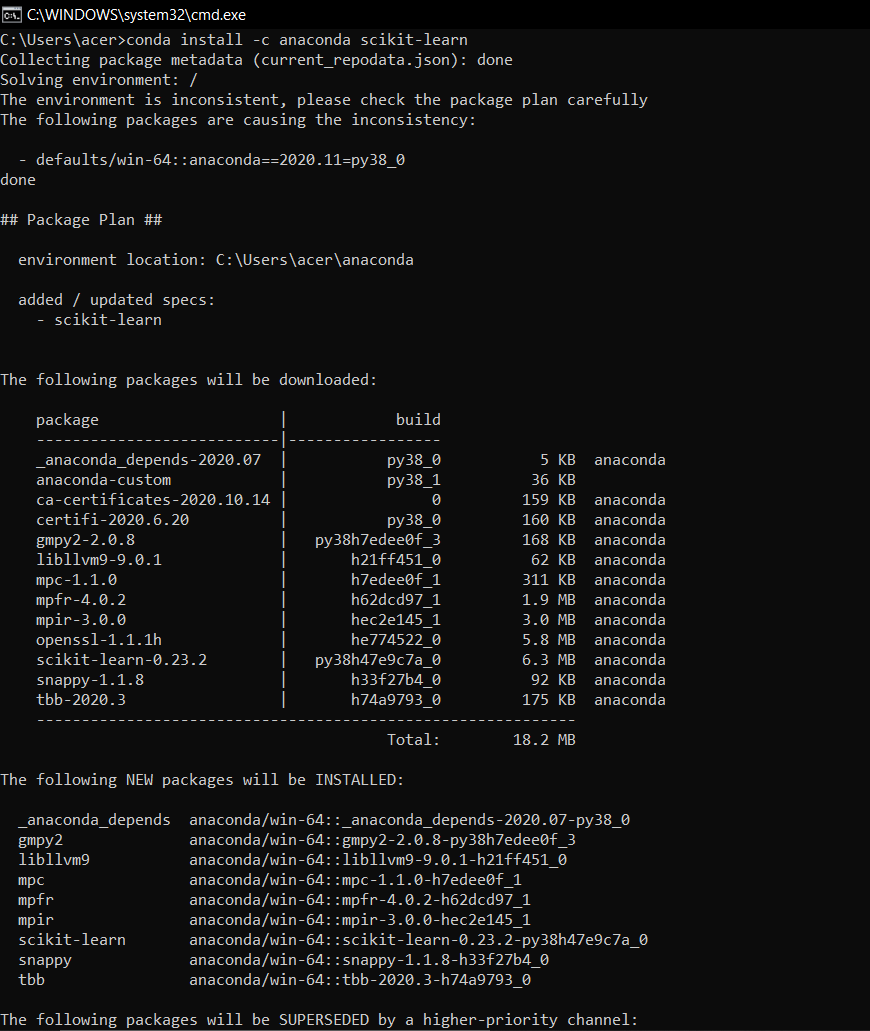 C:\WINDOWS\system32\cmd.exe
C:\Users\acer>conda install -c anaconda scikit-learn
Collecting package metadata (current_repodata.json): done
Solving environment: /
The environment is inconsistent, please check the package plan carefully
The following packages are causing the inconsistency:
- defaults/win-64::anaconda==2020.11=py38_0
done
## Package Plan ##
environment location: C:\Users\acer\anaconda
added / updated specs:
- scikit-learn
The following packages will be downloaded:
package | build
---------------------------|-----------------
_anaconda_depends-2020.07 | py38_0 5 KB anaconda
anaconda-custom | py38_1 36 KB
ca-certificates-2020.10.14 | 0 159 KB anaconda
certifi-2020.6.20 | py38_0 160 KB anaconda
gmpy2-2.0.8 | py38h7edee0f_3 168 KB anaconda
libllvm9-9.0.1 | h21ff451_0 62 KB anaconda
mpc-1.1.0 | h7edee0f_1 311 KB anaconda
mpfr-4.0.2 | h62dcd97_1 1.9 MB anaconda
mpir-3.0.0 | hec2e145_1 3.0 MB anaconda
openssl-1.1.1h | he774522_0 5.8 MB anaconda
scikit-learn-0.23.2 | py38h47e9c7a_0 6.3 MB anaconda
snappy-1.1.8 | h33f27b4_0 92 KB anaconda
tbb-2020.3 | h74a9793_0 175 KB anaconda
------------------------------------------------------------
Total: 18.2 MB
The following NEW packages will be INSTALLED:
_anaconda_depends anaconda/win-64::_anaconda_depends-2020.07-py38_0
gmpy2 anaconda/win-64::gmpy2-2.0.8-py38h7edee0f_3
libllvm9 anaconda/win-64::libllvm9-9.0.1-h21ff451_0
mpc anaconda/win-64::mpc-1.1.0-h7edee0f_1
mpfr anaconda/win-64::mpfr-4.0.2-h62dcd97_1
mpir anaconda/win-64::mpir-3.0.0-hec2e145_1
scikit-learn anaconda/win-64::scikit-learn-0.23.2-py38h47e9c7a_0
snappy anaconda/win-64::snappy-1.1.8-h33f27b4_0
tbb anaconda/win-64::tbb-2020.3-h74a9793_0
The following packages will be SUPERSEDED by a higher-priority channel: